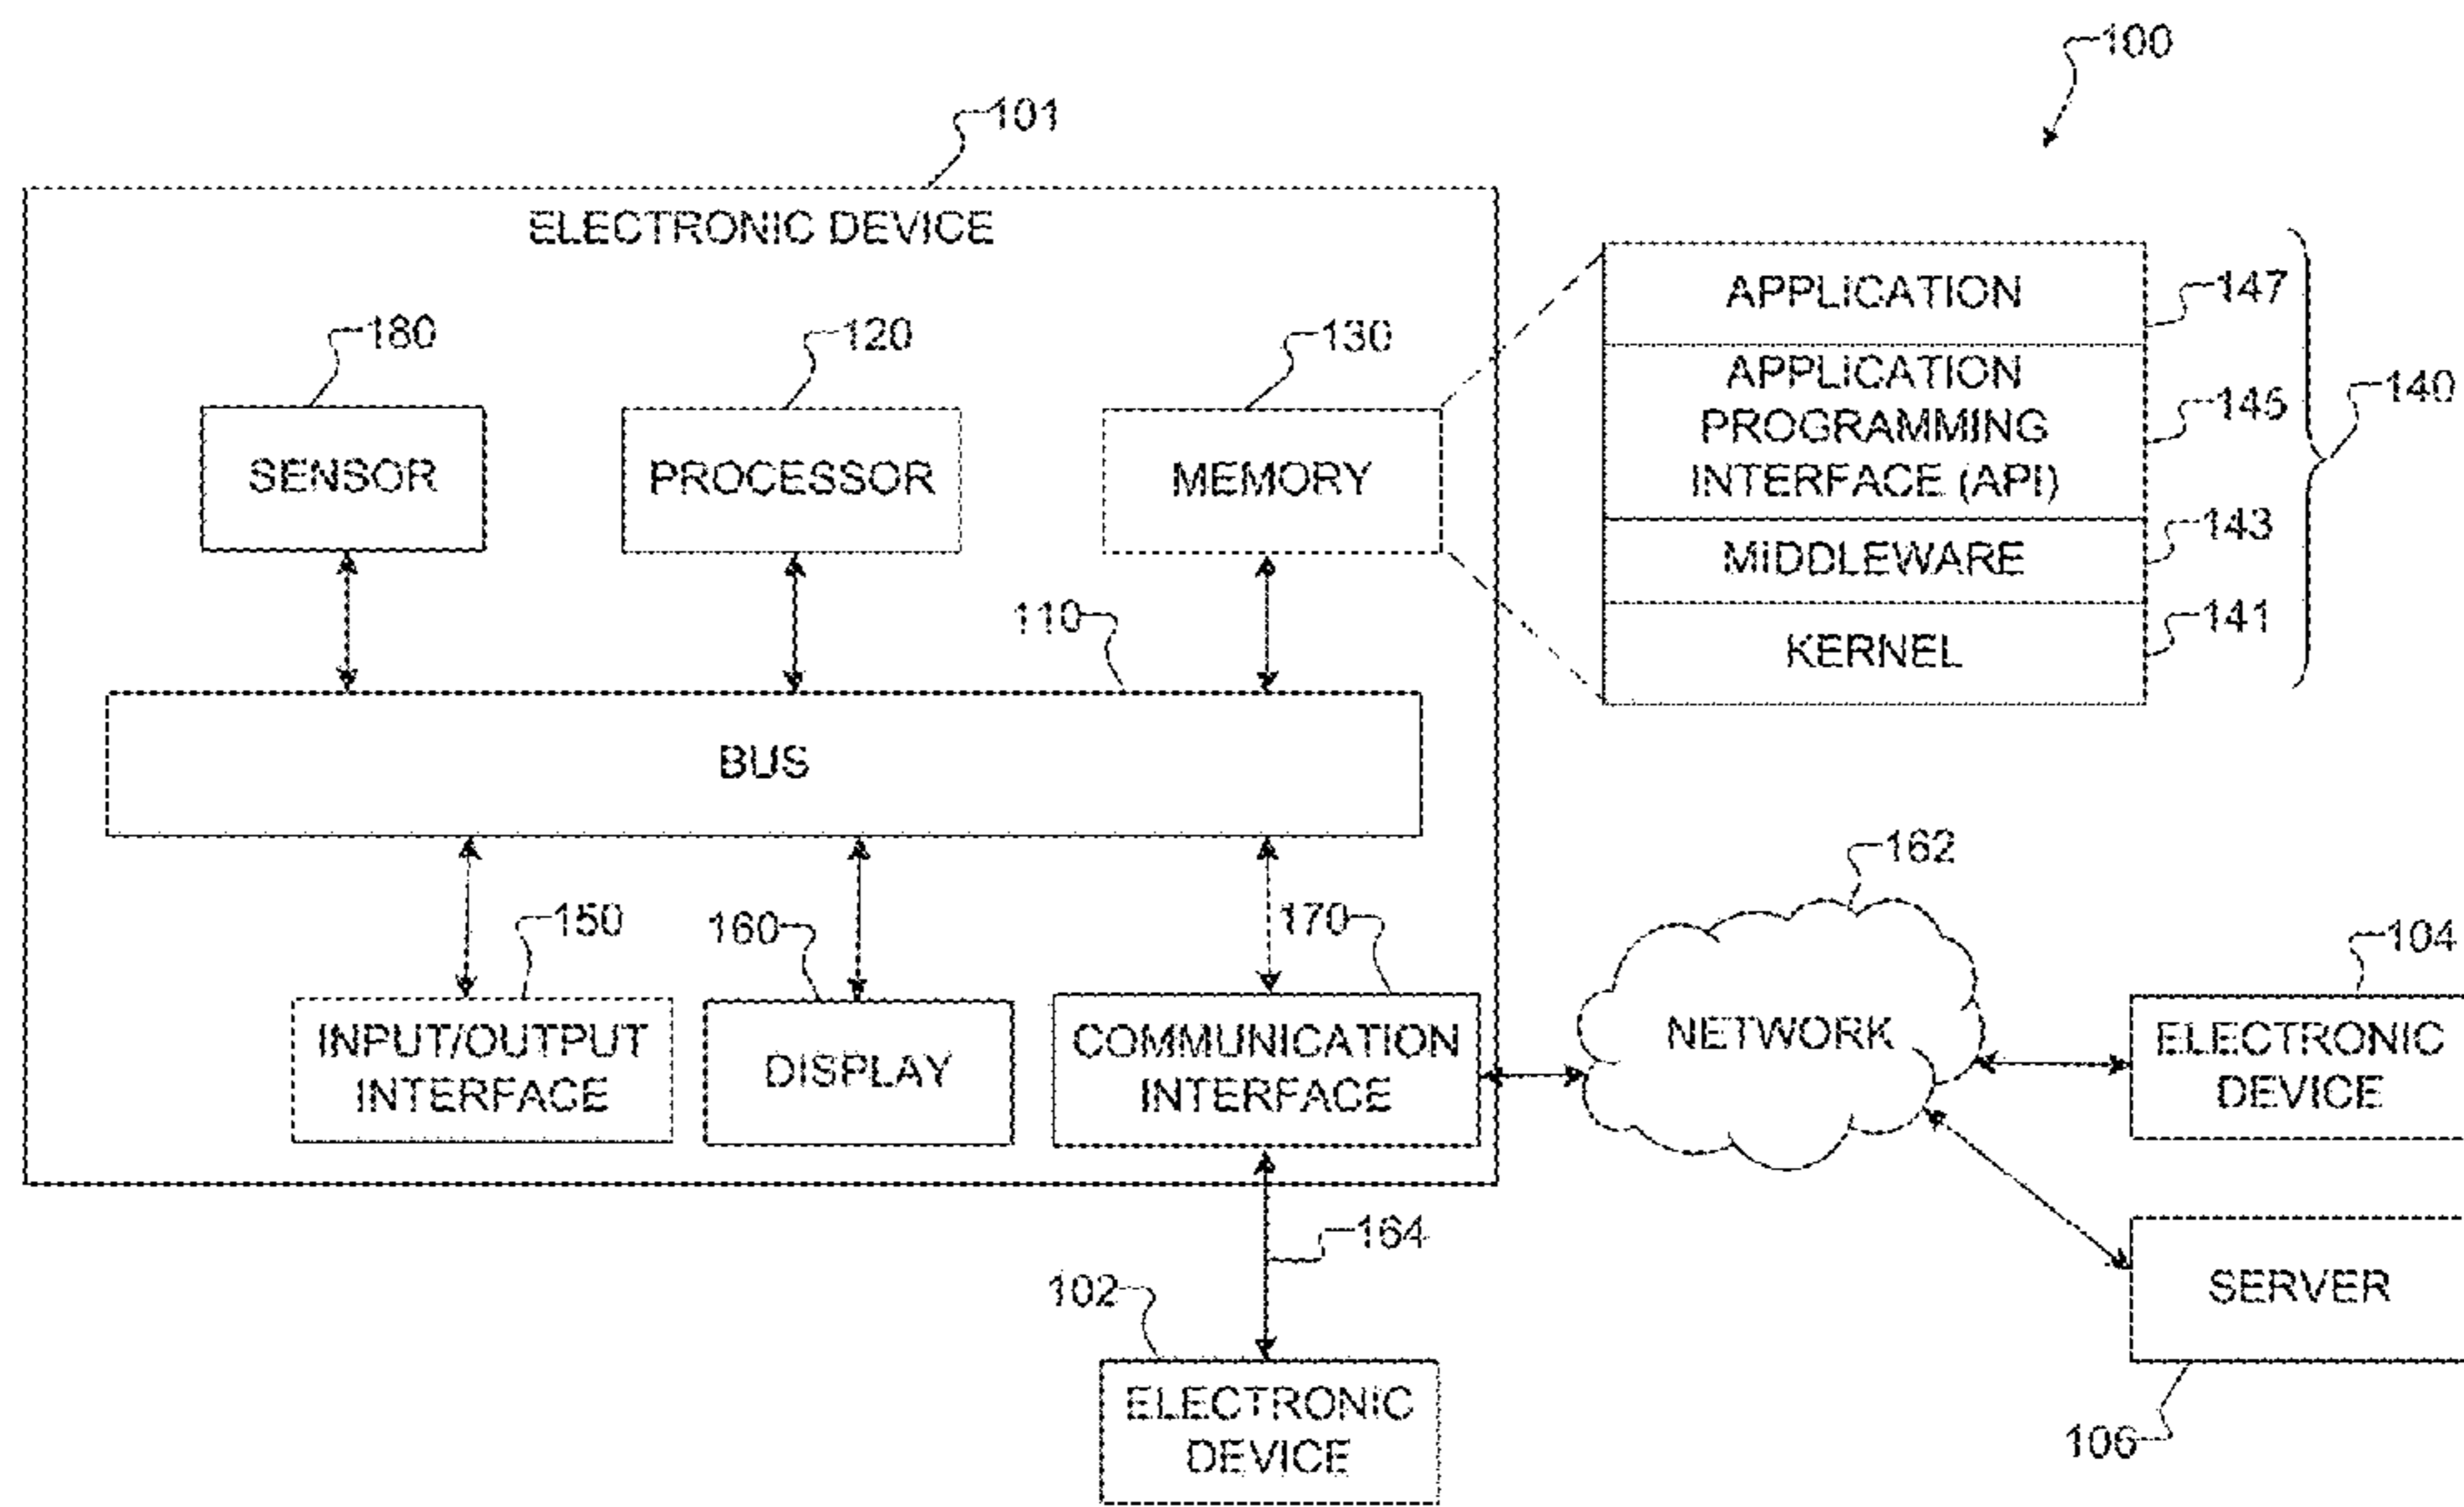 100
101
ELECTRONIC DEVICE
180
120
130
SENSOR
PROCESSOR
MEMORY
110
BUS
150
160
170
INPUT/OUTPUT
INTERFACE
DISPLAY
COMMUNICATION
INTERFACE
APPLICATION
147
APPLICATION
PROGRAMMING
INTERFACE (API)
145
MIDDLEWARE
143
KERNEL
141
140
162
NETWORK
104
ELECTRONIC
DEVICE
SERVER
106
164
102
ELECTRONIC
DEVICE